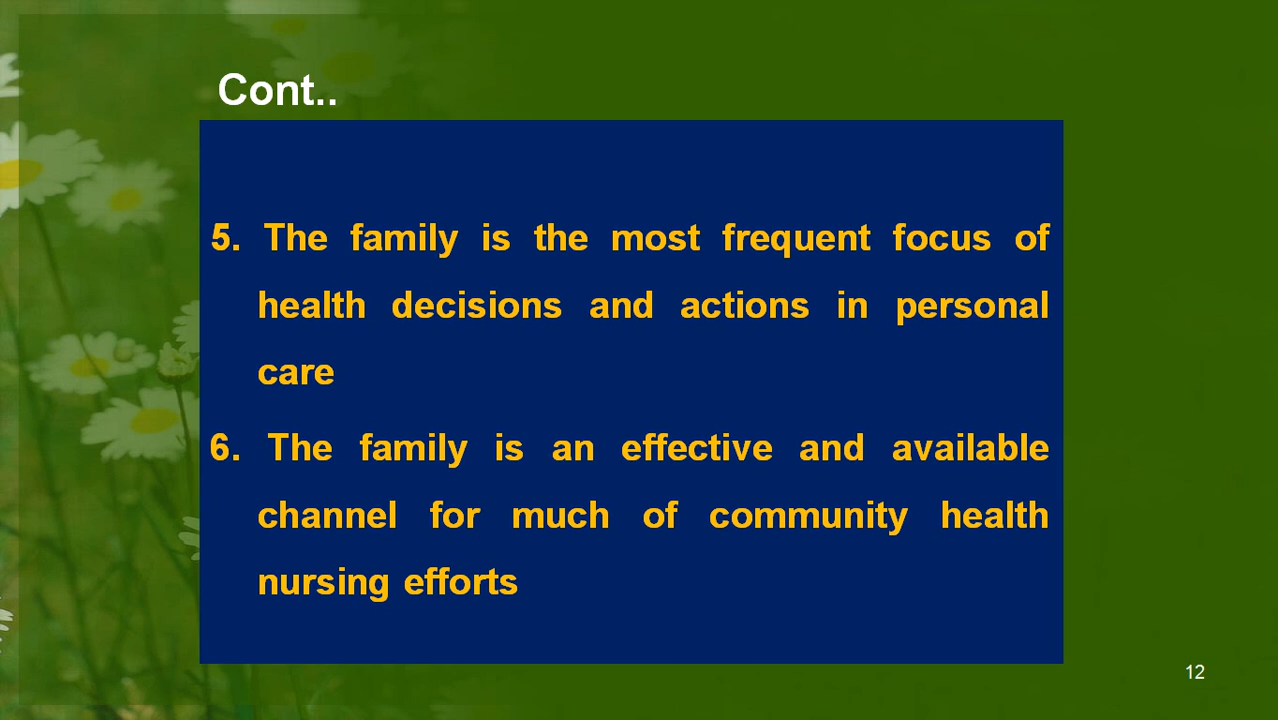 Cont..
5. The family is the most frequent focus of
health decisions and actions in personal
care
6. The family is an effective and available
channel for much of community health
nursing efforts
12